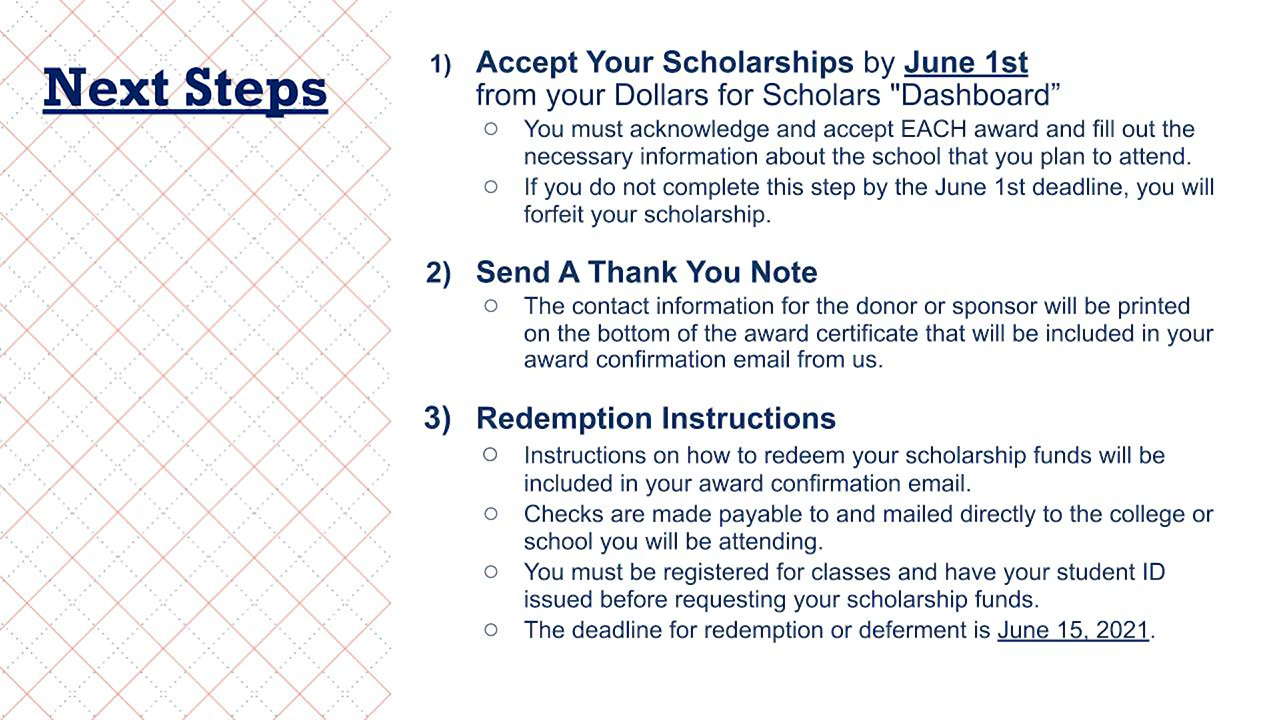 Next Steps
1) Accept Your Scholarships by June 1st
from your Dollars for Scholars "Dashboard”
○ You must acknowledge and accept EACH award and fill out the
necessary information about the school that you plan to attend.
○ If you do not complete this step by the June 1st deadline, you will
forfeit your scholarship.
2) Send A Thank You Note
○ The contact information for the donor or sponsor will be printed
on the bottom of the award certificate that will be included in your
award confirmation email from us.
3) Redemption Instructions
○ Instructions on how to redeem your scholarship funds will be
included in your award confirmation email.
○ Checks are made payable to and mailed directly to the college or
school you will be attending.
○ You must be registered for classes and have your student ID
issued before requesting your scholarship funds.
○ The deadline for redemption or deferment is June 15, 2021.